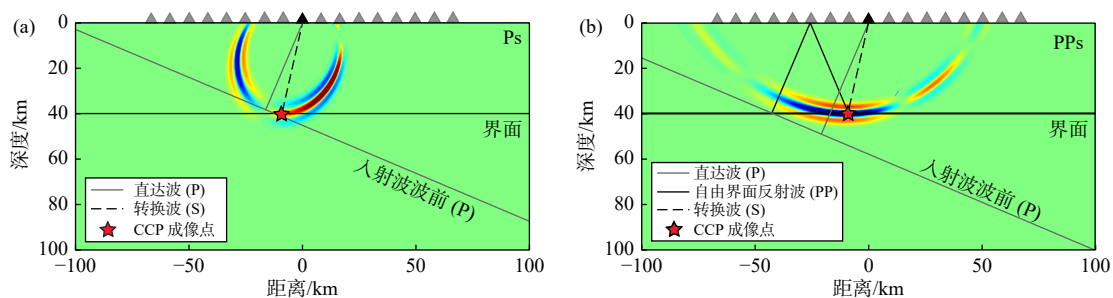 (a)
Ps
0
20
40
60
80
100
深度/km
界面
入射波波前 (P)
直达波 (P)
转换波 (S)
CCP 成像点
−100
−50
0
50
100
距离/km
(b)
PPs
0
20
40
60
80
100
深度/km
界面
入射波波前 (P)
直达波 (P)
自由界面反射波 (PP)
转换波 (S)
CCP 成像点
−100
−50
0
50
100
距离/km